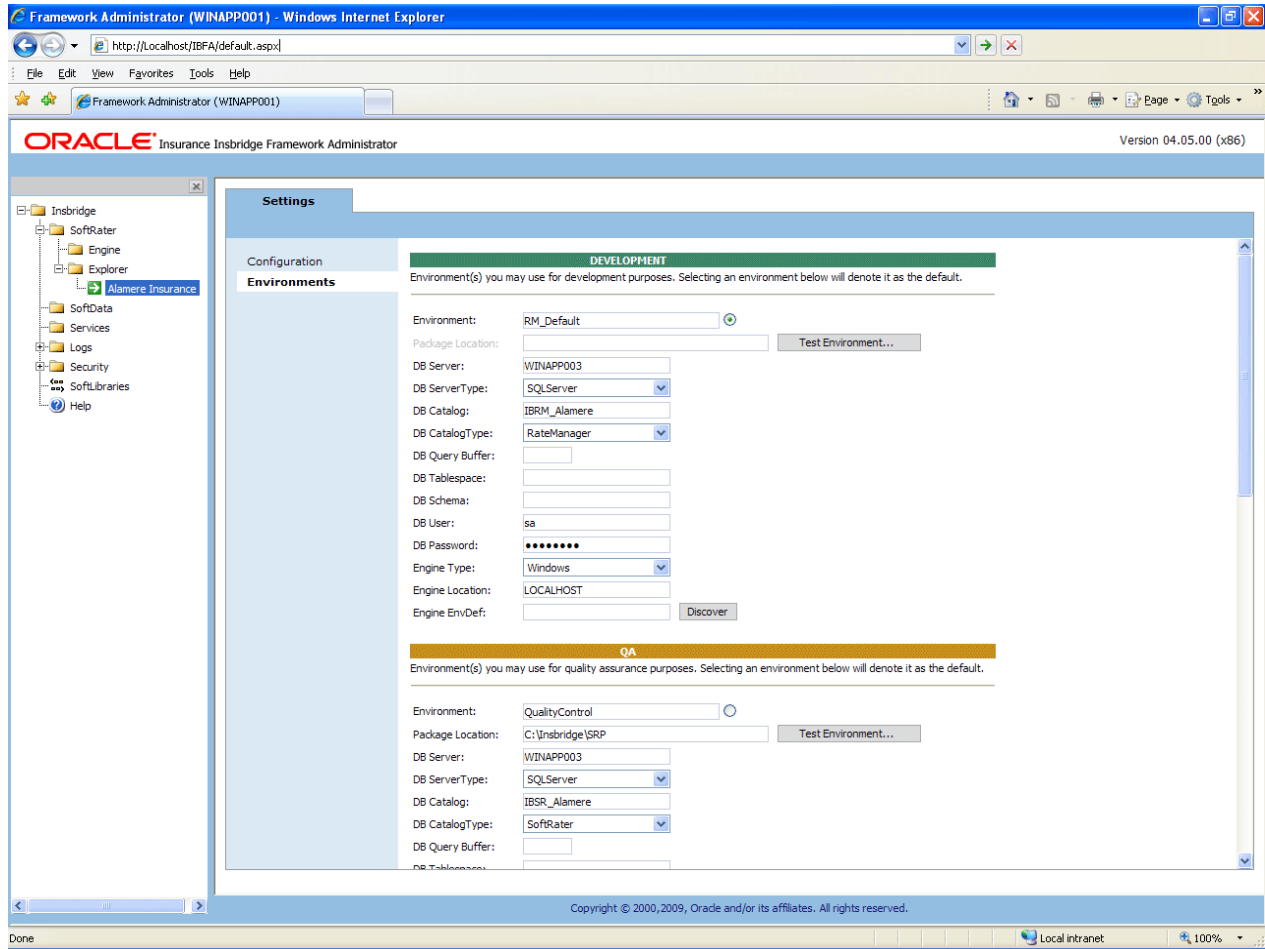 Framework Administrator (WINAPP001) - Windows Internet Explorer
http://Localhost/IBFA/default.aspx
File Edit View Favorites Tools Help
Framework Administrator (WINAPP001)
Page Tools
ORACLE Insurance Insbridge Framework Administrator
Version 04.05.00 (x86)
Insbridge
SoftRater
Engine
Explorer
Alamere Insurance
SoftData
Services
Logs
Security
SoftLibraries
Help
Settings
Configuration
Environments
DEVELOPMENT
Environment(s) you may use for development purposes. Selecting an environment below will denote it as the default.
Environment: RM_Default
Package Location: Test Environment...
DB Server: WINAPP003
DB ServerType: SQLServer
DB Catalog: IBRM_Alamere
DB CatalogType: RateManager
DB Query Buffer:
DB Tablespace:
DB Schema:
DB User: sa
DB Password: ••••••••
Engine Type: Windows
Engine Location: LOCALHOST
Engine EnvDef: Discover
QA
Environment(s) you may use for quality assurance purposes. Selecting an environment below will denote it as the default.
Environment: QualityControl
Package Location: C:\Insbridge\SRP Test Environment...
DB Server: WINAPP003
DB ServerType: SQLServer
DB Catalog: IBSR_Alamere
DB CatalogType: SoftRater
DB Query Buffer:
DB Tablespace:
Copyright © 2000,2009, Oracle and/or its affiliates. All rights reserved.
Done
Local intranet
100%